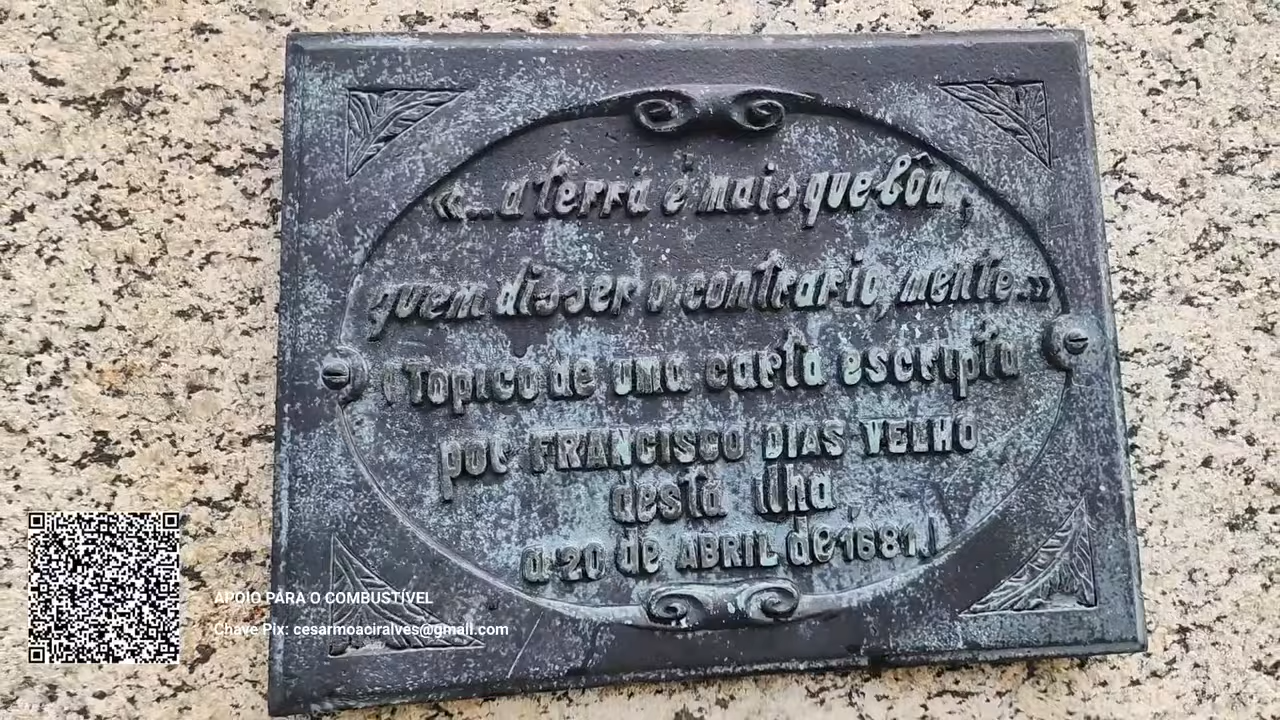 «...a terra é mais que bôa,
quem disser o contrario, mente.»
(Topico de uma carta escripta
por FRANCISCO DIAS VELHO
desta ilha
a 20 de ABRIL de 1681.)
APOIO PARA O COMBUSTÍVEL
Chave Pix: cesarmoaciralves@gmail.com